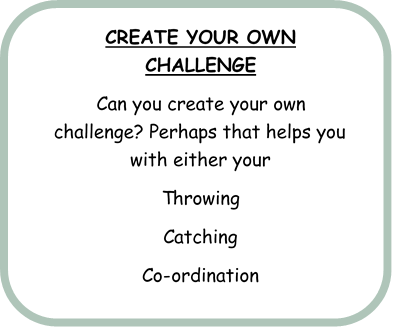 CREATE YOUR OWN
CHALLENGE
Can you create your own
challenge? Perhaps that helps you
with either your
Throwing
Catching
Co-ordination